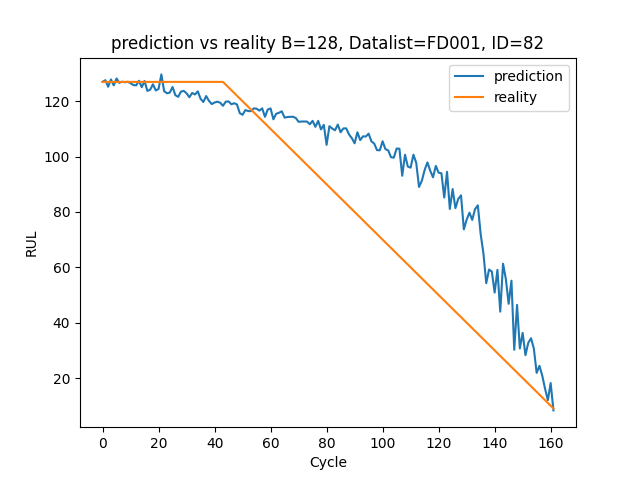 prediction vs reality B=128, Datalist=FD001, ID=82
prediction
reality
RUL
120
100
80
60
40
20
0 20 40 60 80 100 120 140 160
Cycle